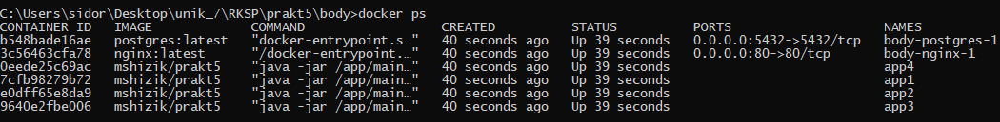 C:\Users\sidor\Desktop\unik_7\RKSP\prakt5\body>docker ps
CONTAINER ID   IMAGE             COMMAND                  CREATED          STATUS          PORTS                    NAMES
b548bade16ae   postgres:latest   "docker-entrypoint.s…"   40 seconds ago   Up 39 seconds   0.0.0.0:5432->5432/tcp   body-postgres-1
3c56463cfa78   nginx:latest      "/docker-entrypoint.…"   40 seconds ago   Up 39 seconds   0.0.0.0:80->80/tcp       body-nginx-1
0eede25c69ac   mshizik/prakt5    "java -jar /app/main…"   40 seconds ago   Up 39 seconds                            app4
7cfb98279b72   mshizik/prakt5    "java -jar /app/main…"   40 seconds ago   Up 39 seconds                            app1
e0dff65e8da9   mshizik/prakt5    "java -jar /app/main…"   40 seconds ago   Up 39 seconds                            app2
9640e2fbe006   mshizik/prakt5    "java -jar /app/main…"   40 seconds ago   Up 39 seconds                            app3